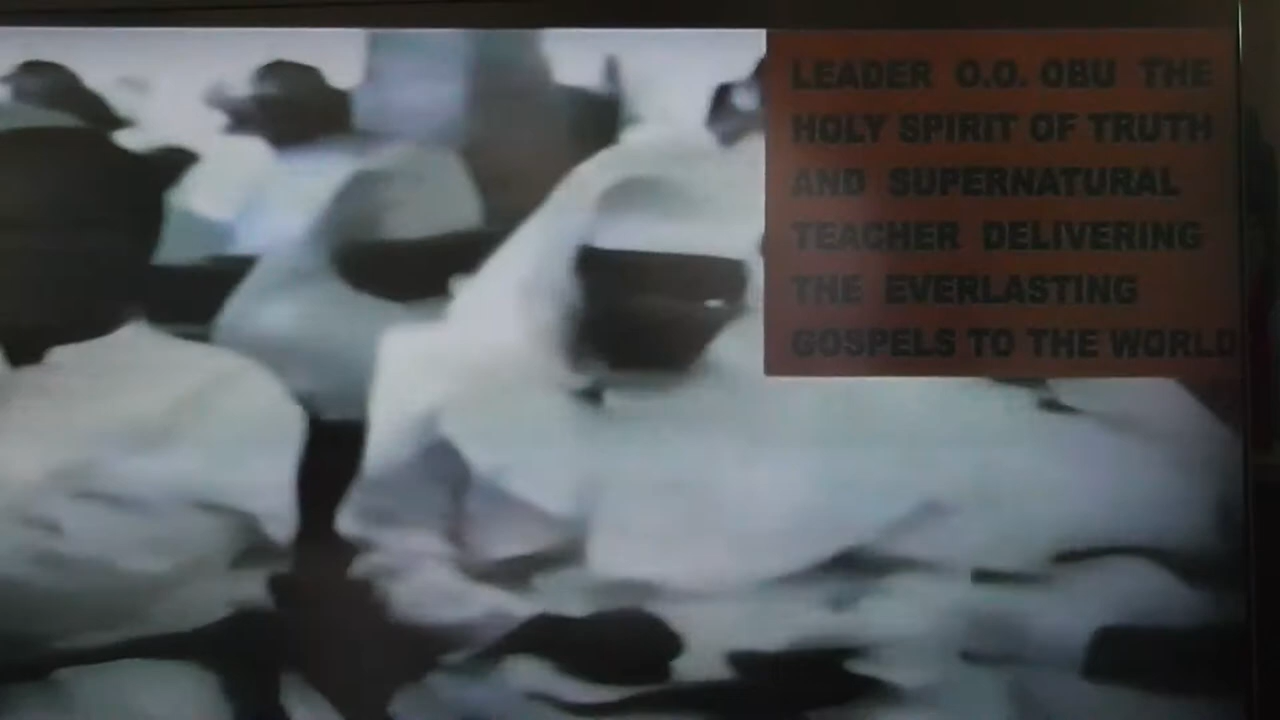 LEADER O.O. OBU THE
HOLY SPIRIT OF TRUTH
AND SUPERNATURAL
TEACHER DELIVERING
THE EVERLASTING
GOSPELS TO THE WORLD